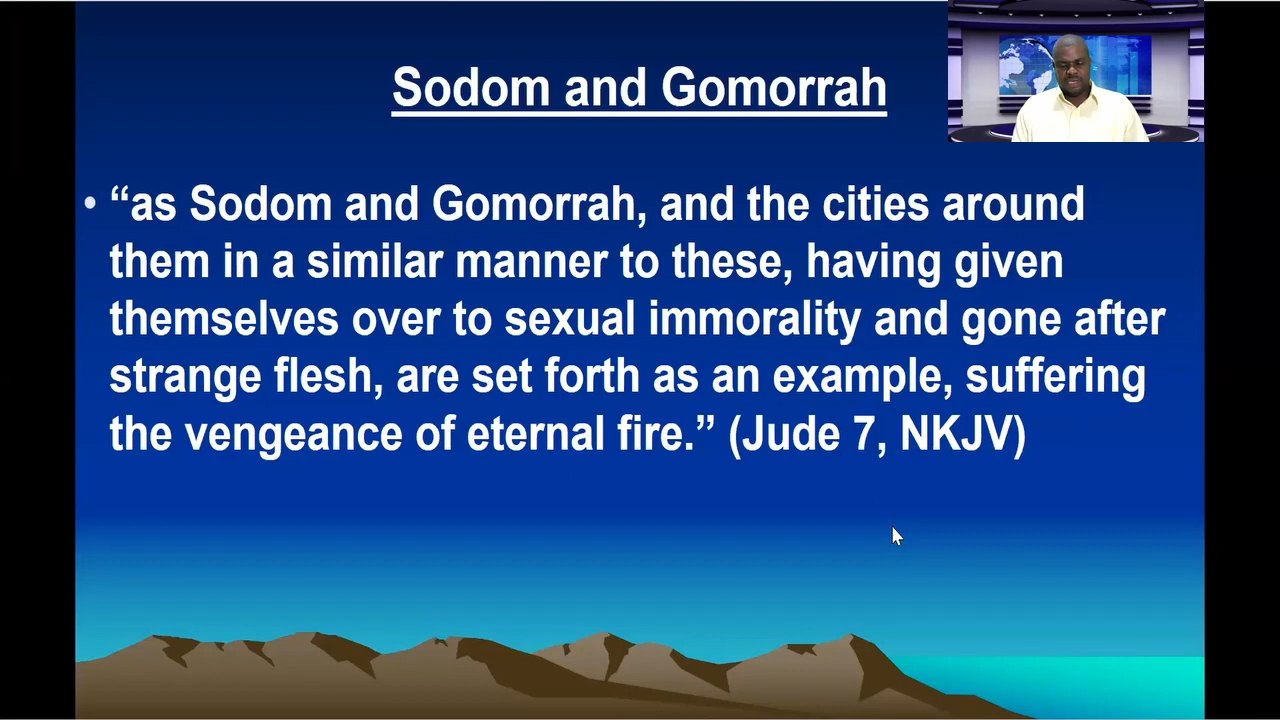 Sodom and Gomorrah
• “as Sodom and Gomorrah, and the cities around
them in a similar manner to these, having given
themselves over to sexual immorality and gone after
strange flesh, are set forth as an example, suffering
the vengeance of eternal fire.” (Jude 7, NKJV)